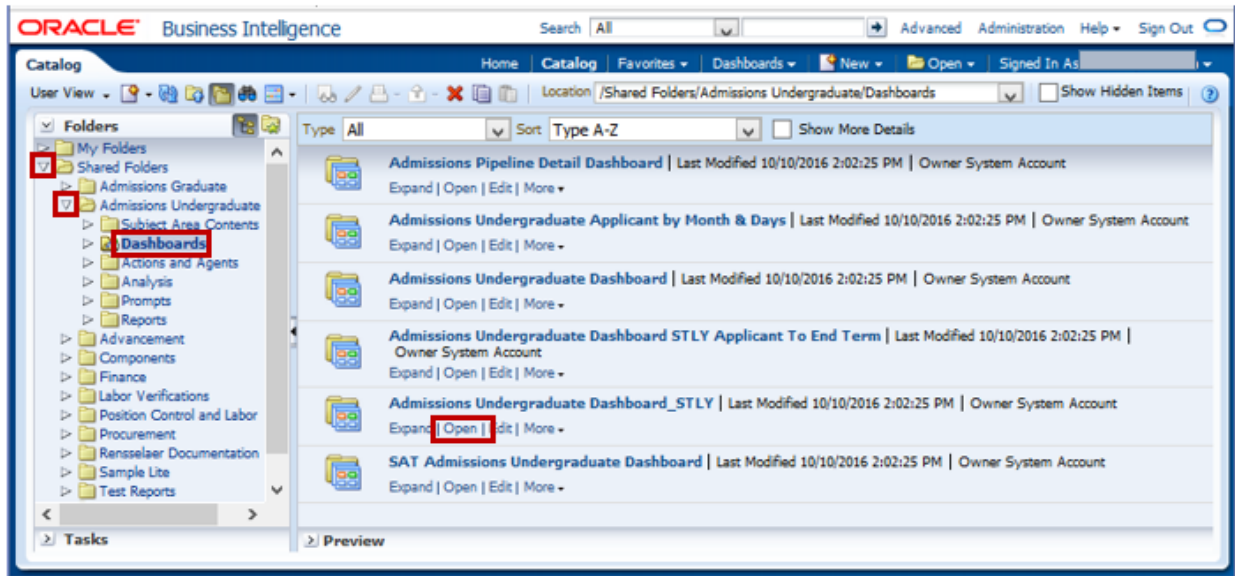 ORACLE Business Intelligence Search All Advanced Administration Help Sign Out
Catalog Home Catalog Favorites Dashboards New Open Signed In As
User View Location /Shared Folders/Admissions Undergraduate/Dashboards Show Hidden Items
Folders
My Folders
Shared Folders
Admissions Graduate
Admissions Undergraduate
Subject Area Contents
Dashboards
Actions and Agents
Analysis
Prompts
Reports
Advancement
Components
Finance
Labor Verifications
Position Control and Labor
Procurement
Rensselaer Documentation
Sample Lite
Test Reports
Tasks
Type All Sort Type A-Z Show More Details
Admissions Pipeline Detail Dashboard | Last Modified 10/10/2016 2:02:25 PM | Owner System Account
Expand | Open | Edit | More
Admissions Undergraduate Applicant by Month & Days | Last Modified 10/10/2016 2:02:25 PM | Owner System Account
Expand | Open | Edit | More
Admissions Undergraduate Dashboard | Last Modified 10/10/2016 2:02:25 PM | Owner System Account
Expand | Open | Edit | More
Admissions Undergraduate Dashboard STLY Applicant To End Term | Last Modified 10/10/2016 2:02:25 PM |
Owner System Account
Expand | Open | Edit | More
Admissions Undergraduate Dashboard_STLY | Last Modified 10/10/2016 2:02:25 PM | Owner System Account
Expand | Open | Edit | More
SAT Admissions Undergraduate Dashboard | Last Modified 10/10/2016 2:02:25 PM | Owner System Account
Expand | Open | Edit | More
Preview